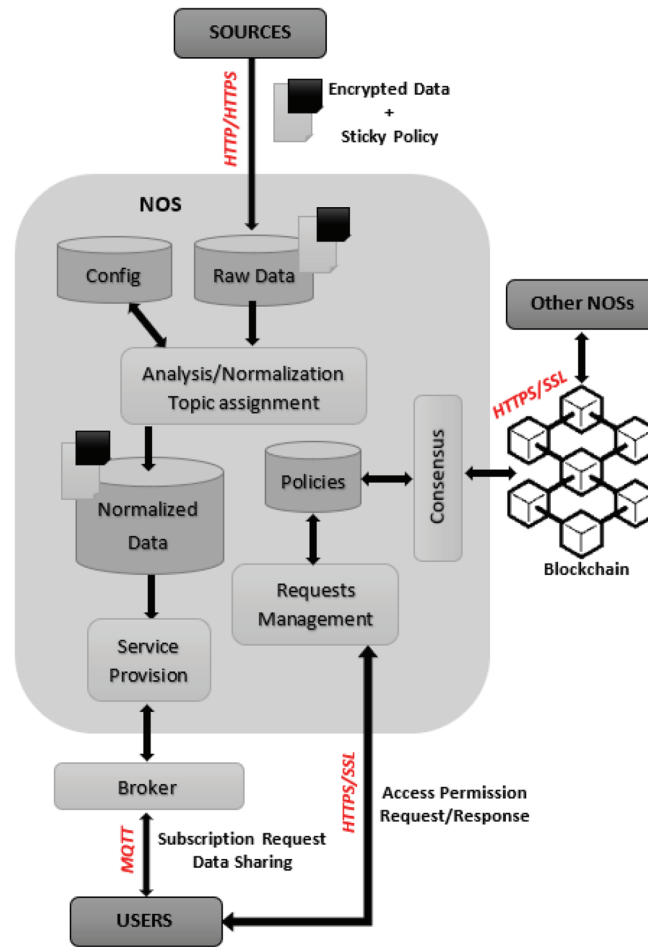 SOURCES
HTTP/HTTPS
Encrypted Data
+
Sticky Policy
NOS
Config
Raw Data
Other NOSs
Analysis/Normalization
Topic assignment
HTTPS/SSL
Consensus
Policies
Normalized
Data
Blockchain
Requests
Management
Service
Provision
Broker
HTTPS/SSL
Access Permission
Request/Response
MQTT
Subscription Request
Data Sharing
USERS